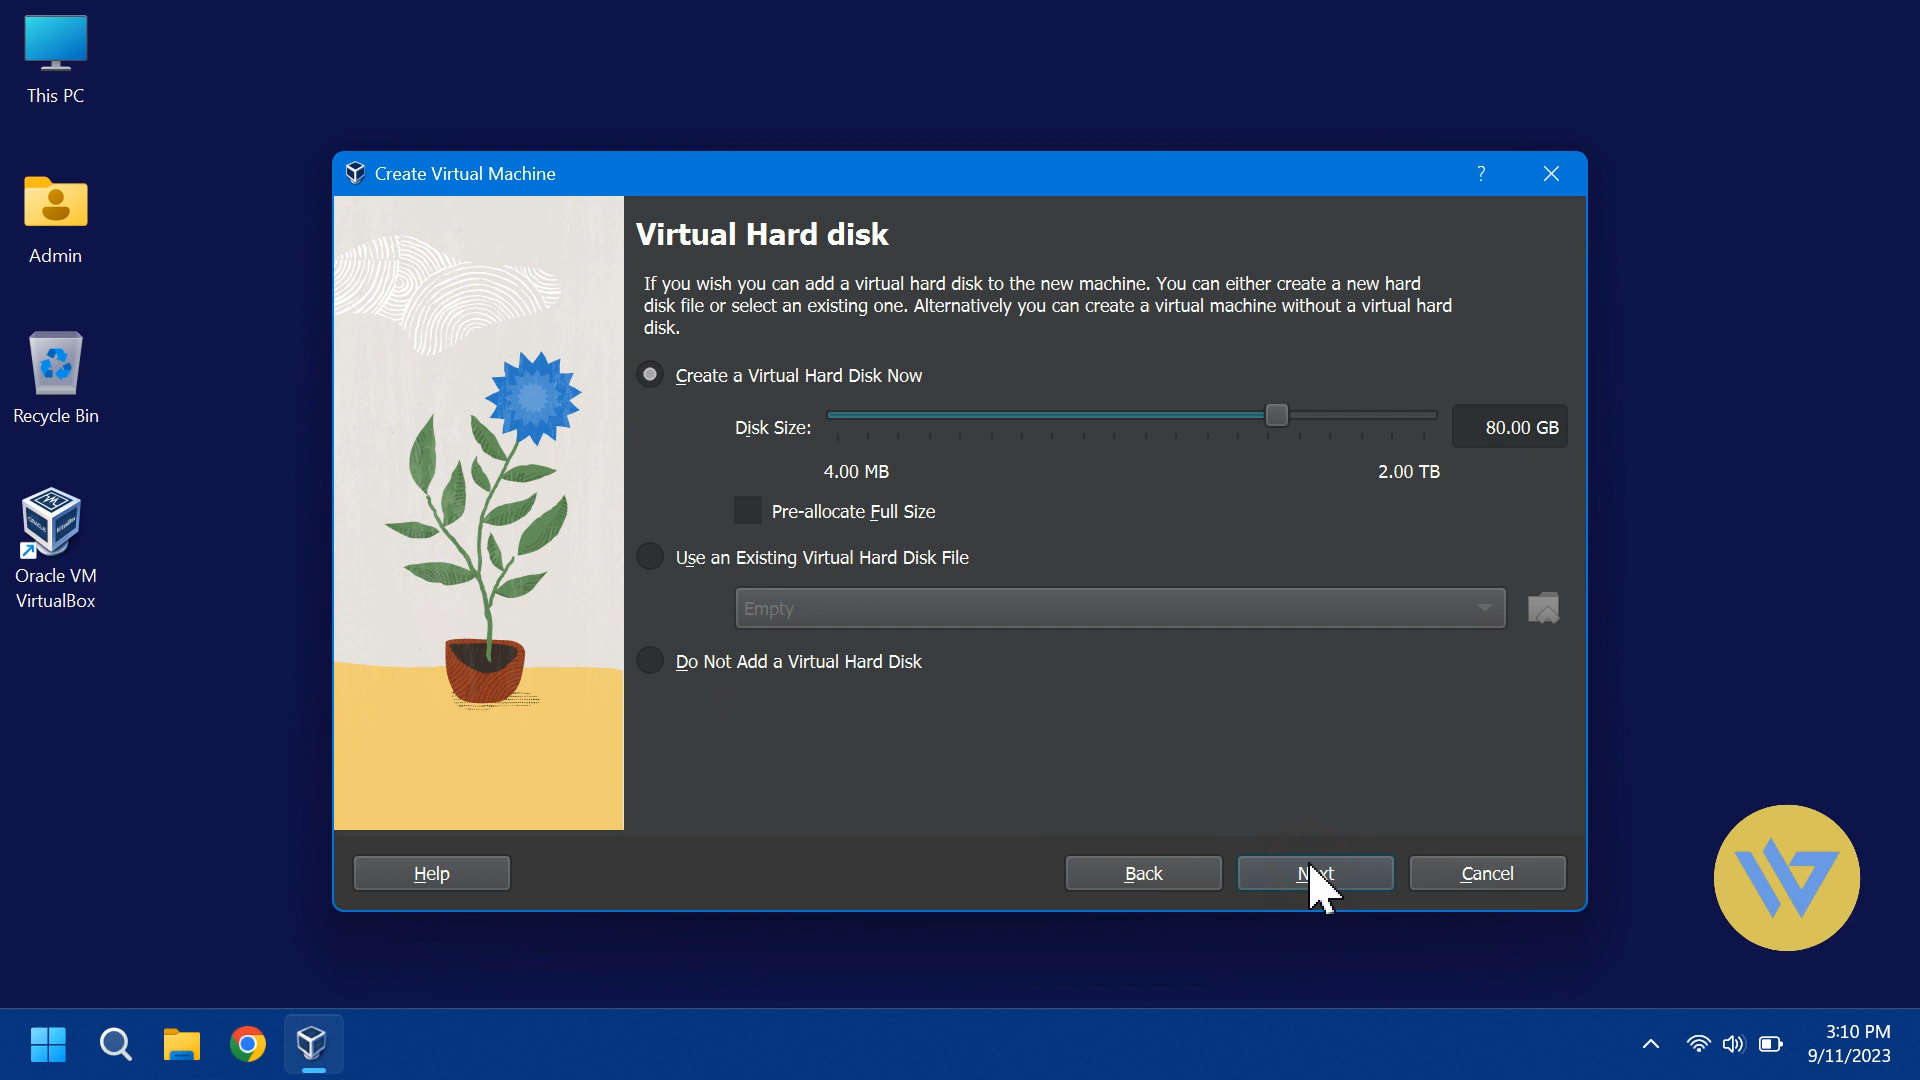 This PC
Admin
Recycle Bin
Oracle VM
VirtualBox
Create Virtual Machine
?
Virtual Hard disk
If you wish you can add a virtual hard disk to the new machine. You can either create a new hard
disk file or select an existing one. Alternatively you can create a virtual machine without a virtual hard
disk.
Create a Virtual Hard Disk Now
Disk Size:
80.00 GB
4.00 MB
2.00 TB
Pre-allocate Full Size
Use an Existing Virtual Hard Disk File
Empty
Do Not Add a Virtual Hard Disk
Help
Back
Next
Cancel
3:10 PM
9/11/2023